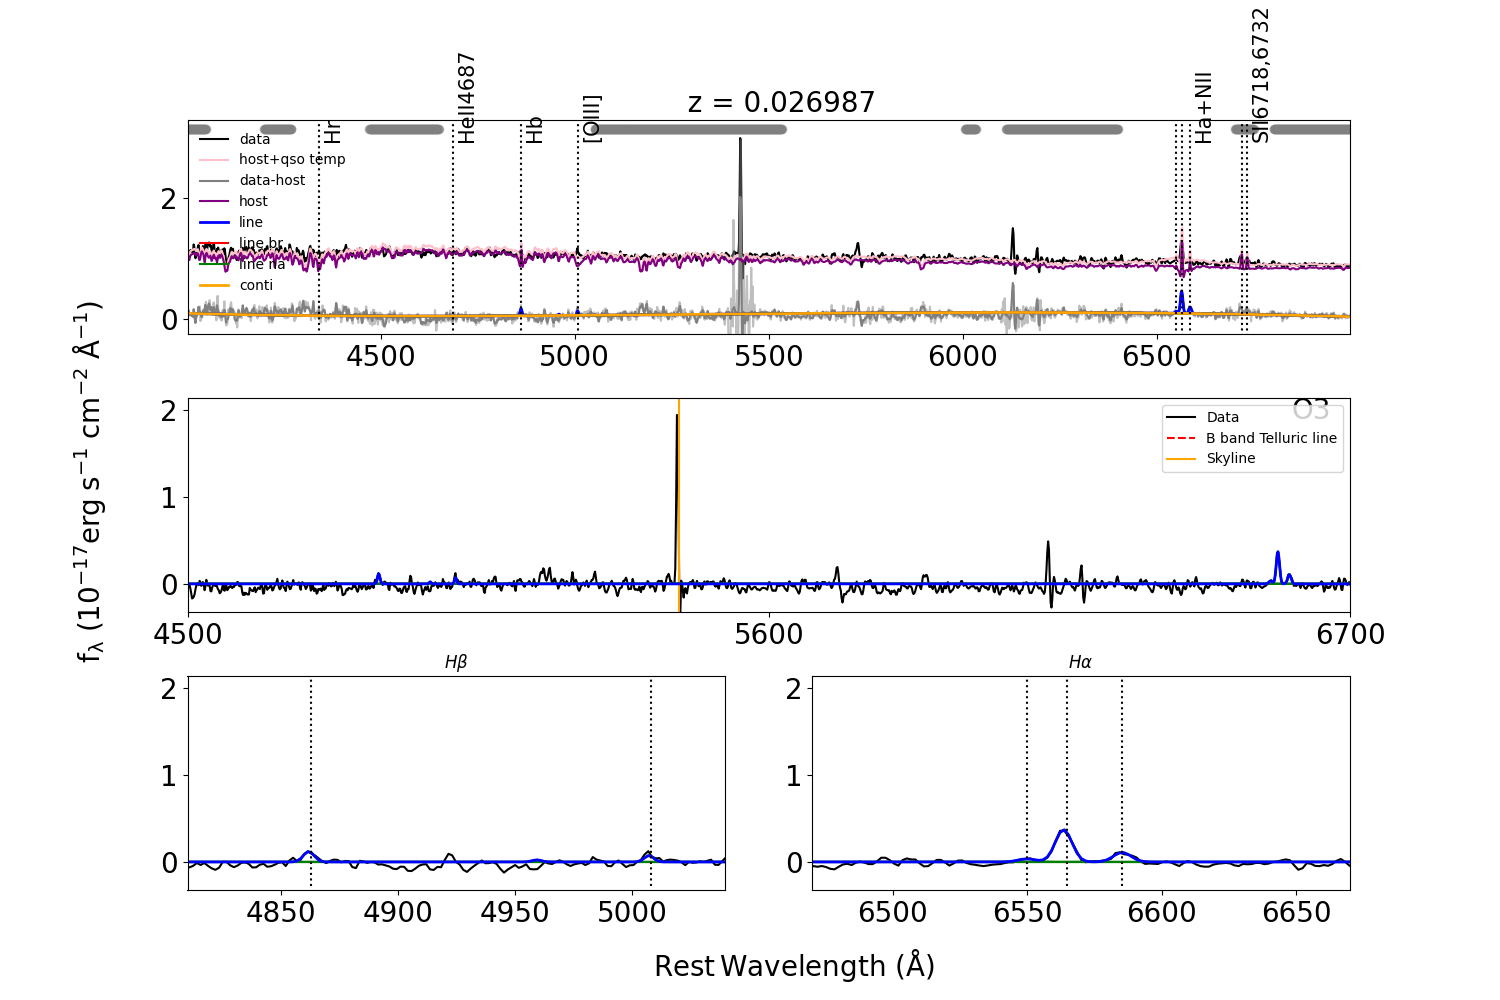 z = 0.026987
Hr
HeII4687
Hb
[OIII]
Ha+NII
SII6718,6732
data
host+qso temp
data-host
host
line
line br
line na
conti
2
0
4500 5000 5500 6000 6500
fλ (10⁻¹⁷erg s⁻¹ cm⁻² Å⁻¹)
O3
Data
B band Telluric line
Skyline
2
1
0
4500 5600 6700
Hβ
2
1
0
4850 4900 4950 5000
Hα
2
1
0
6500 6550 6600 6650
Rest Wavelength (Å)